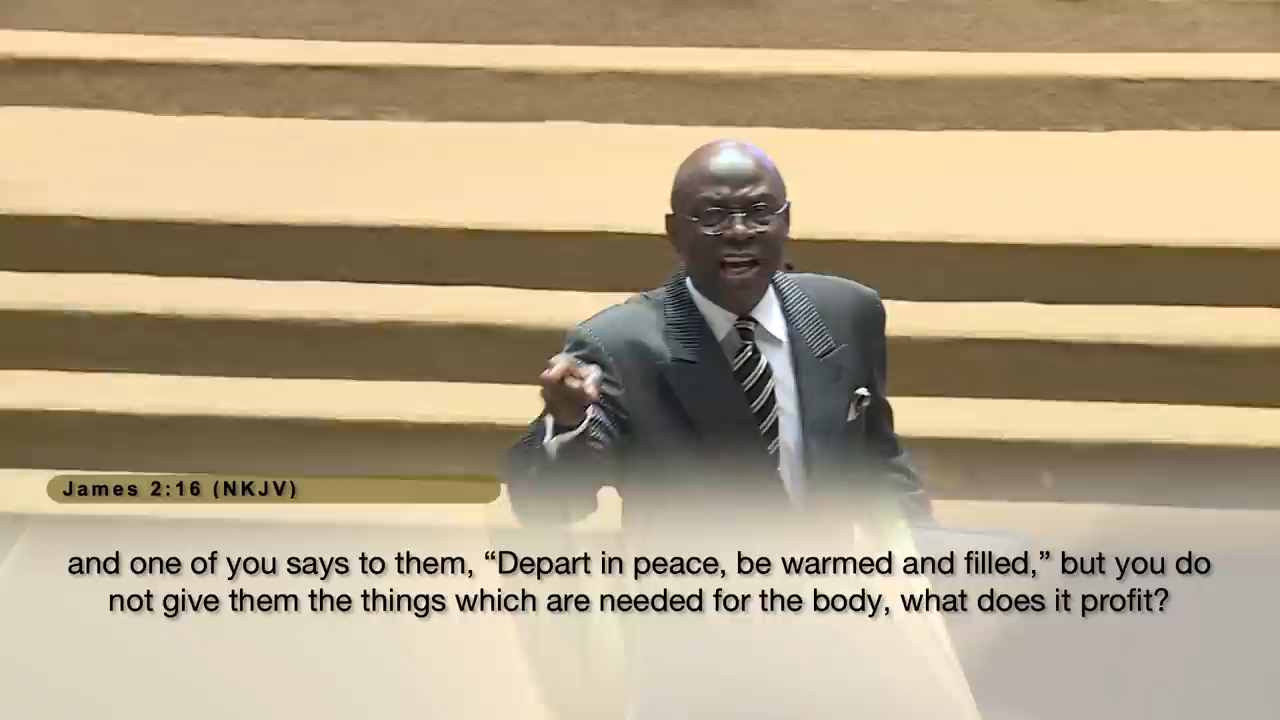 James 2:16 (NKJV)
and one of you says to them, “Depart in peace, be warmed and filled,” but you do
not give them the things which are needed for the body, what does it profit?